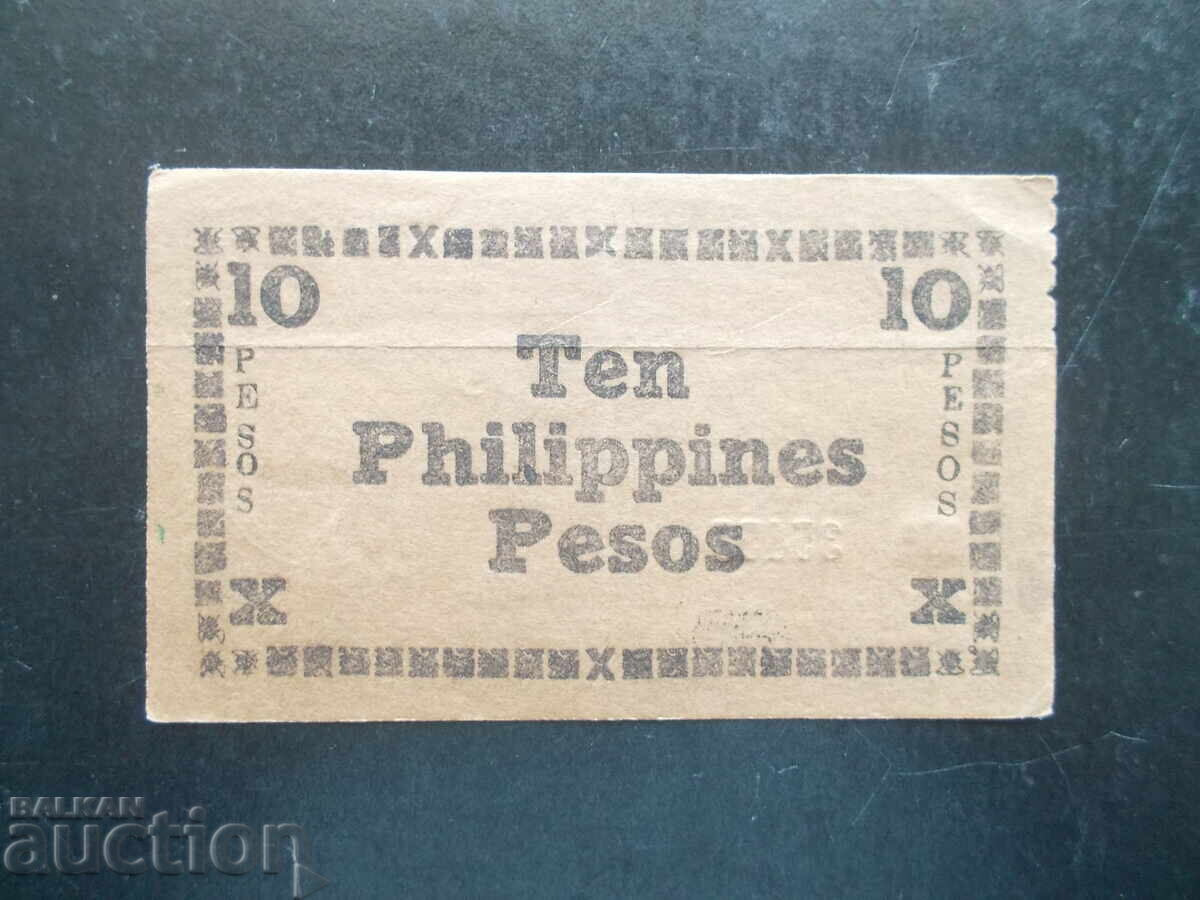 10 10
PESOS PESOS
Ten
Philippines
Pesos
X X
BALKAN
auction